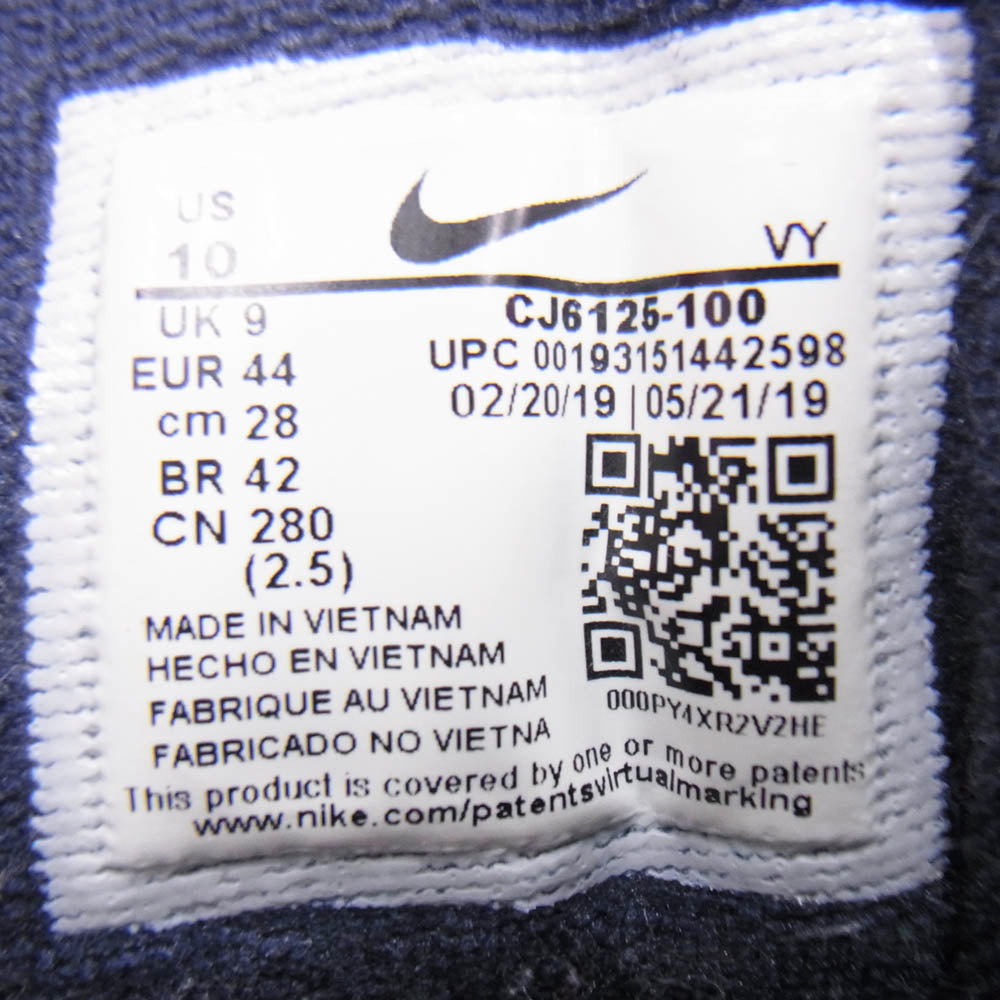 US
10
VY
UK 9
EUR 44
cm 28
BR 42
CN 280
(2.5)
CJ6125-100
UPC 00193151442598
02/20/19 | 05/21/19
000PY4XR2V2HE
MADE IN VIETNAM
HECHO EN VIETNAM
FABRIQUE AU VIETNAM
FABRICADO NO VIETNA
This product is covered by one or more patents
www.nike.com/patentsvirtualmarking